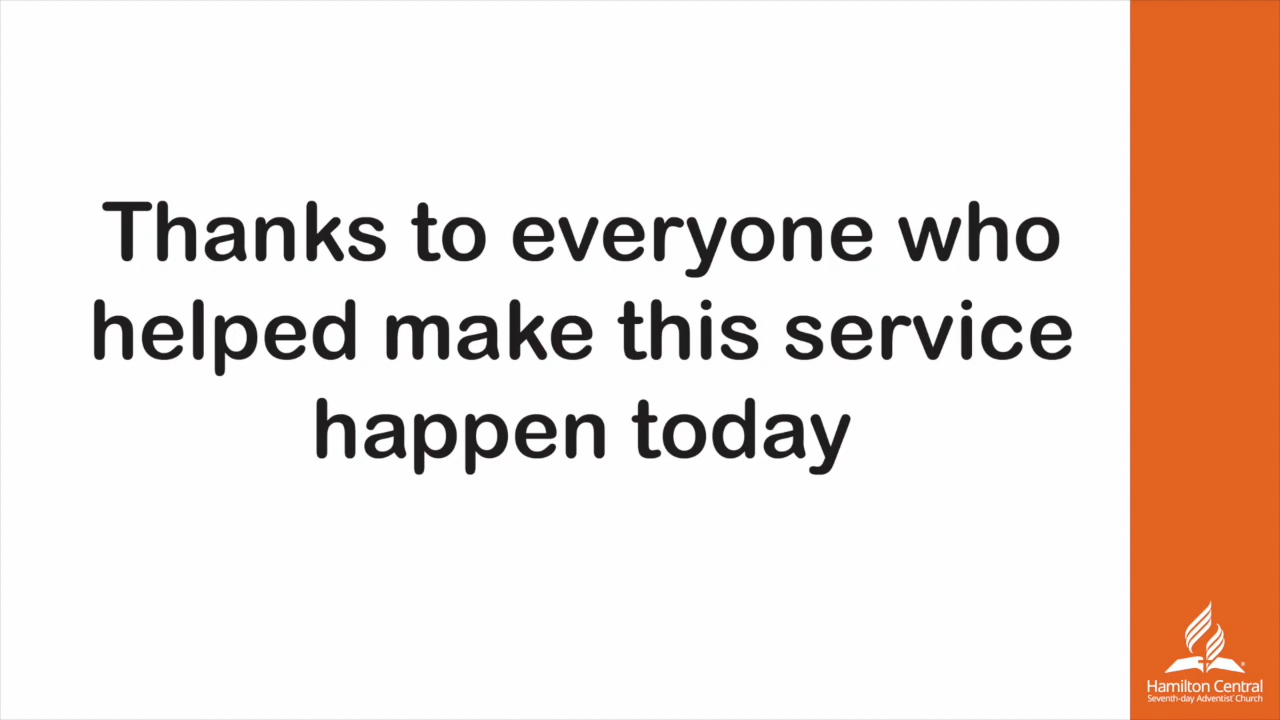 Thanks to everyone who
helped make this service
happen today
Hamilton Central
Seventh-day Adventist Church